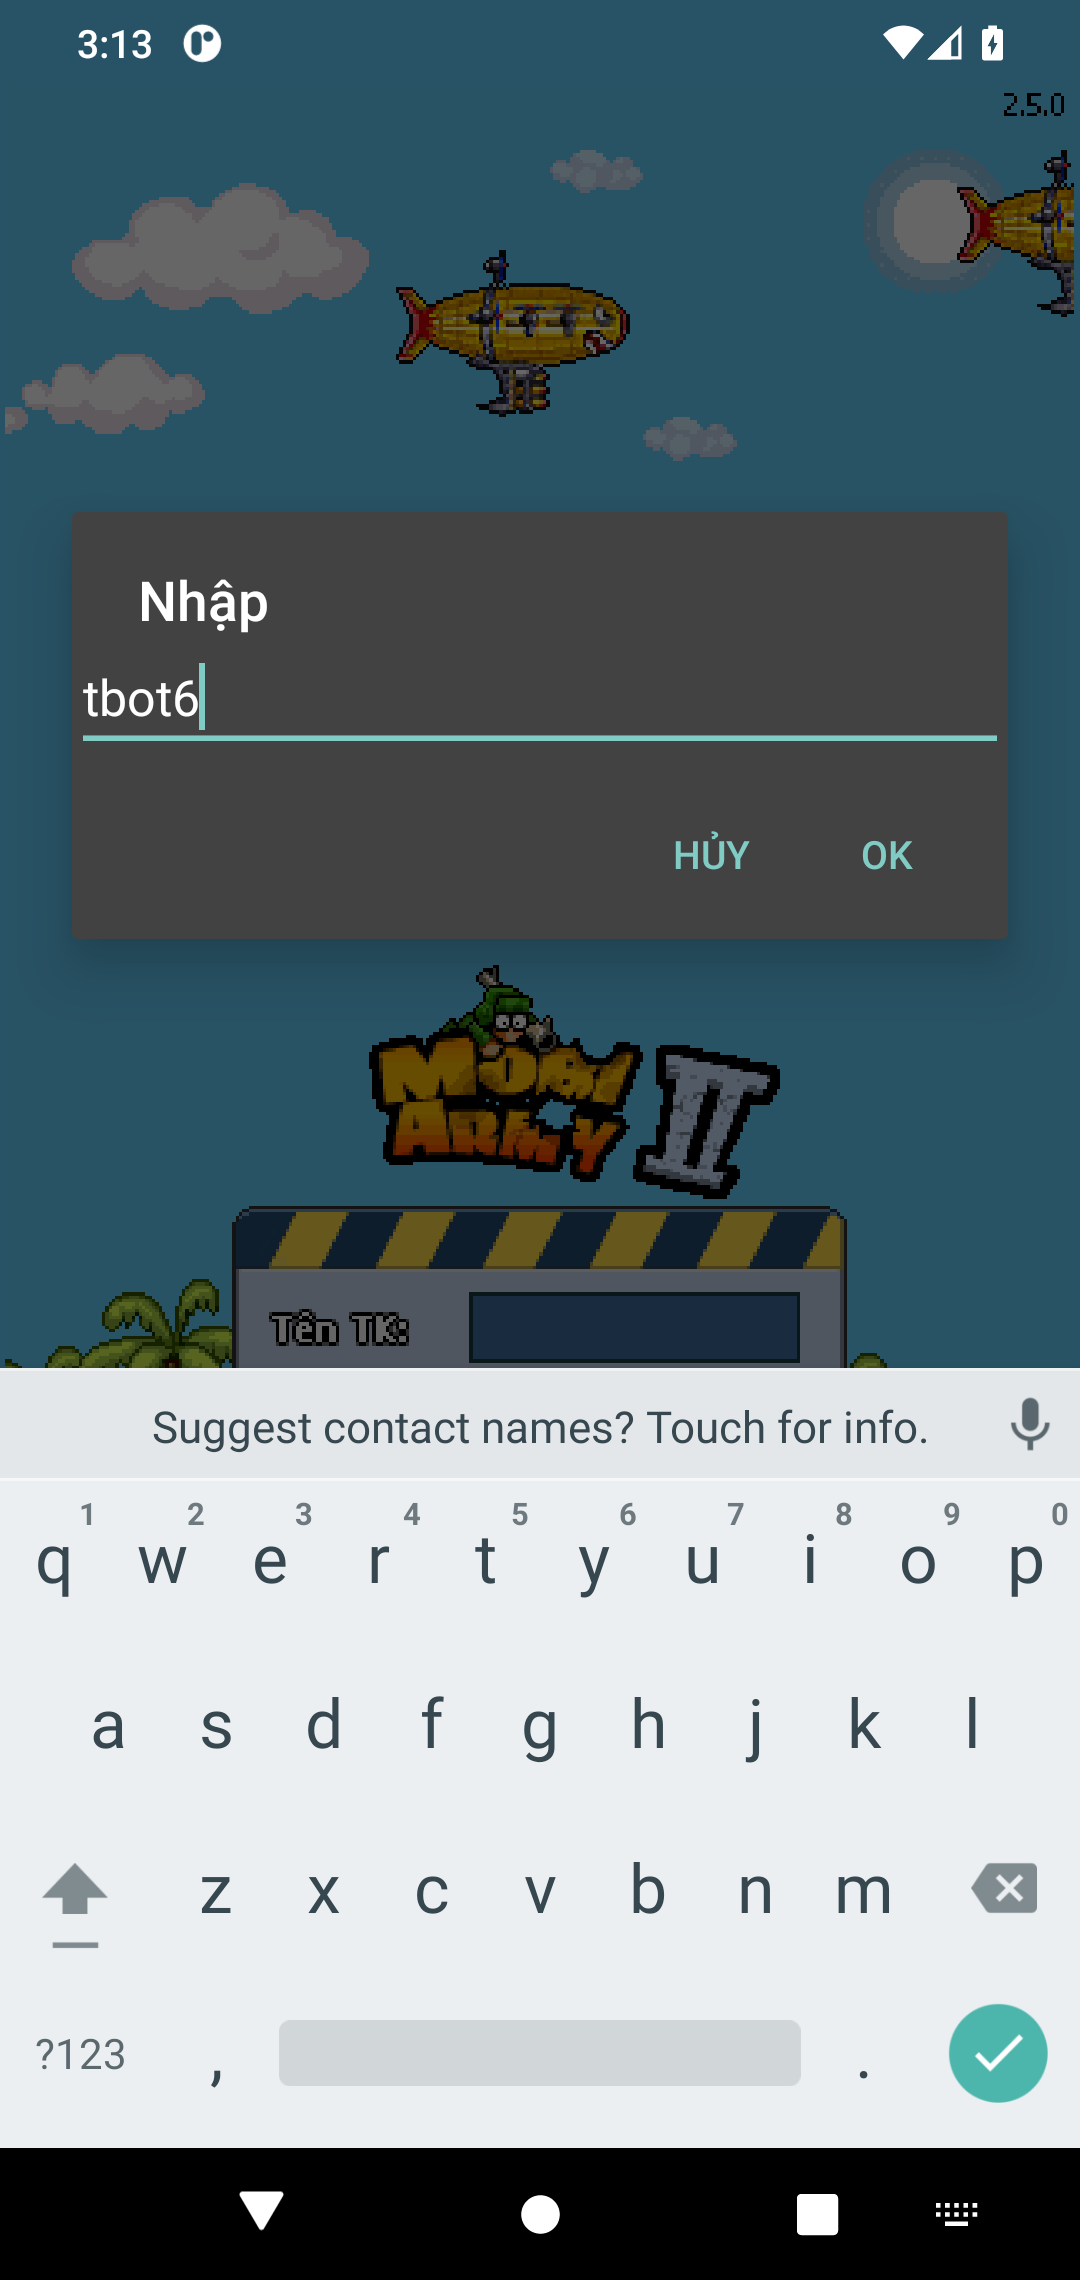 3:13
2.5.0
Nhập
tbot6
HỦY OK
MOBI
ARMY II
Tên TK:
Suggest contact names? Touch for info.
1 2 3 4 5 6 7 8 9 0
q w e r t y u i o p
a s d f g h j k l
z x c v b n m
?123 , .